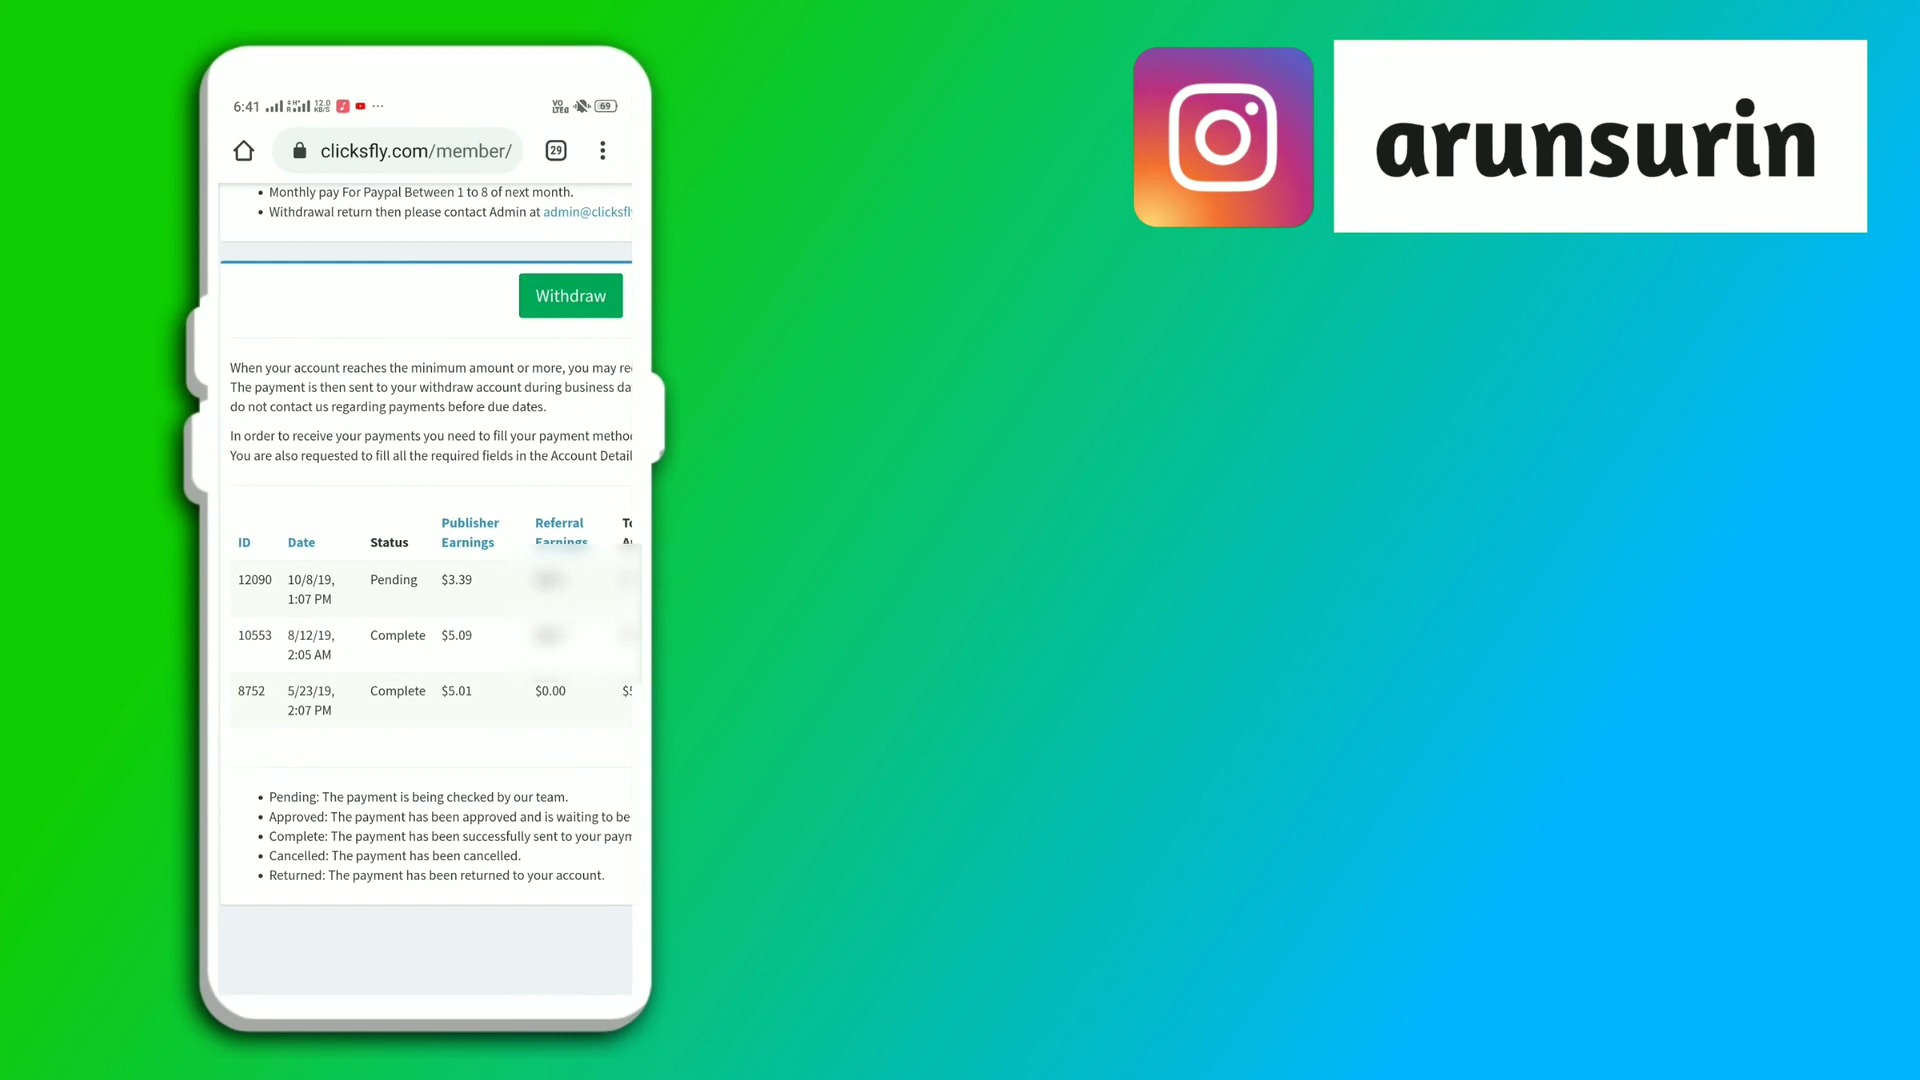 6:41 12.0 KB/S VO LTE 69
clicksfly.com/member/ 29
Monthly pay For Paypal Between 1 to 8 of next month.
Withdrawal return then please contact Admin at admin@clicksfl
Withdraw
When your account reaches the minimum amount or more, you may re
The payment is then sent to your withdraw account during business da
do not contact us regarding payments before due dates.
In order to receive your payments you need to fill your payment metho
You are also requested to fill all the required fields in the Account Detail
ID Date Status Publisher Earnings Referral Earnings
12090 10/8/19, 1:07 PM Pending $3.39
10553 8/12/19, 2:05 AM Complete $5.09
8752 5/23/19, 2:07 PM Complete $5.01 $0.00
Pending: The payment is being checked by our team.
Approved: The payment has been approved and is waiting to be
Complete: The payment has been successfully sent to your paym
Cancelled: The payment has been cancelled.
Returned: The payment has been returned to your account.
arunsurin